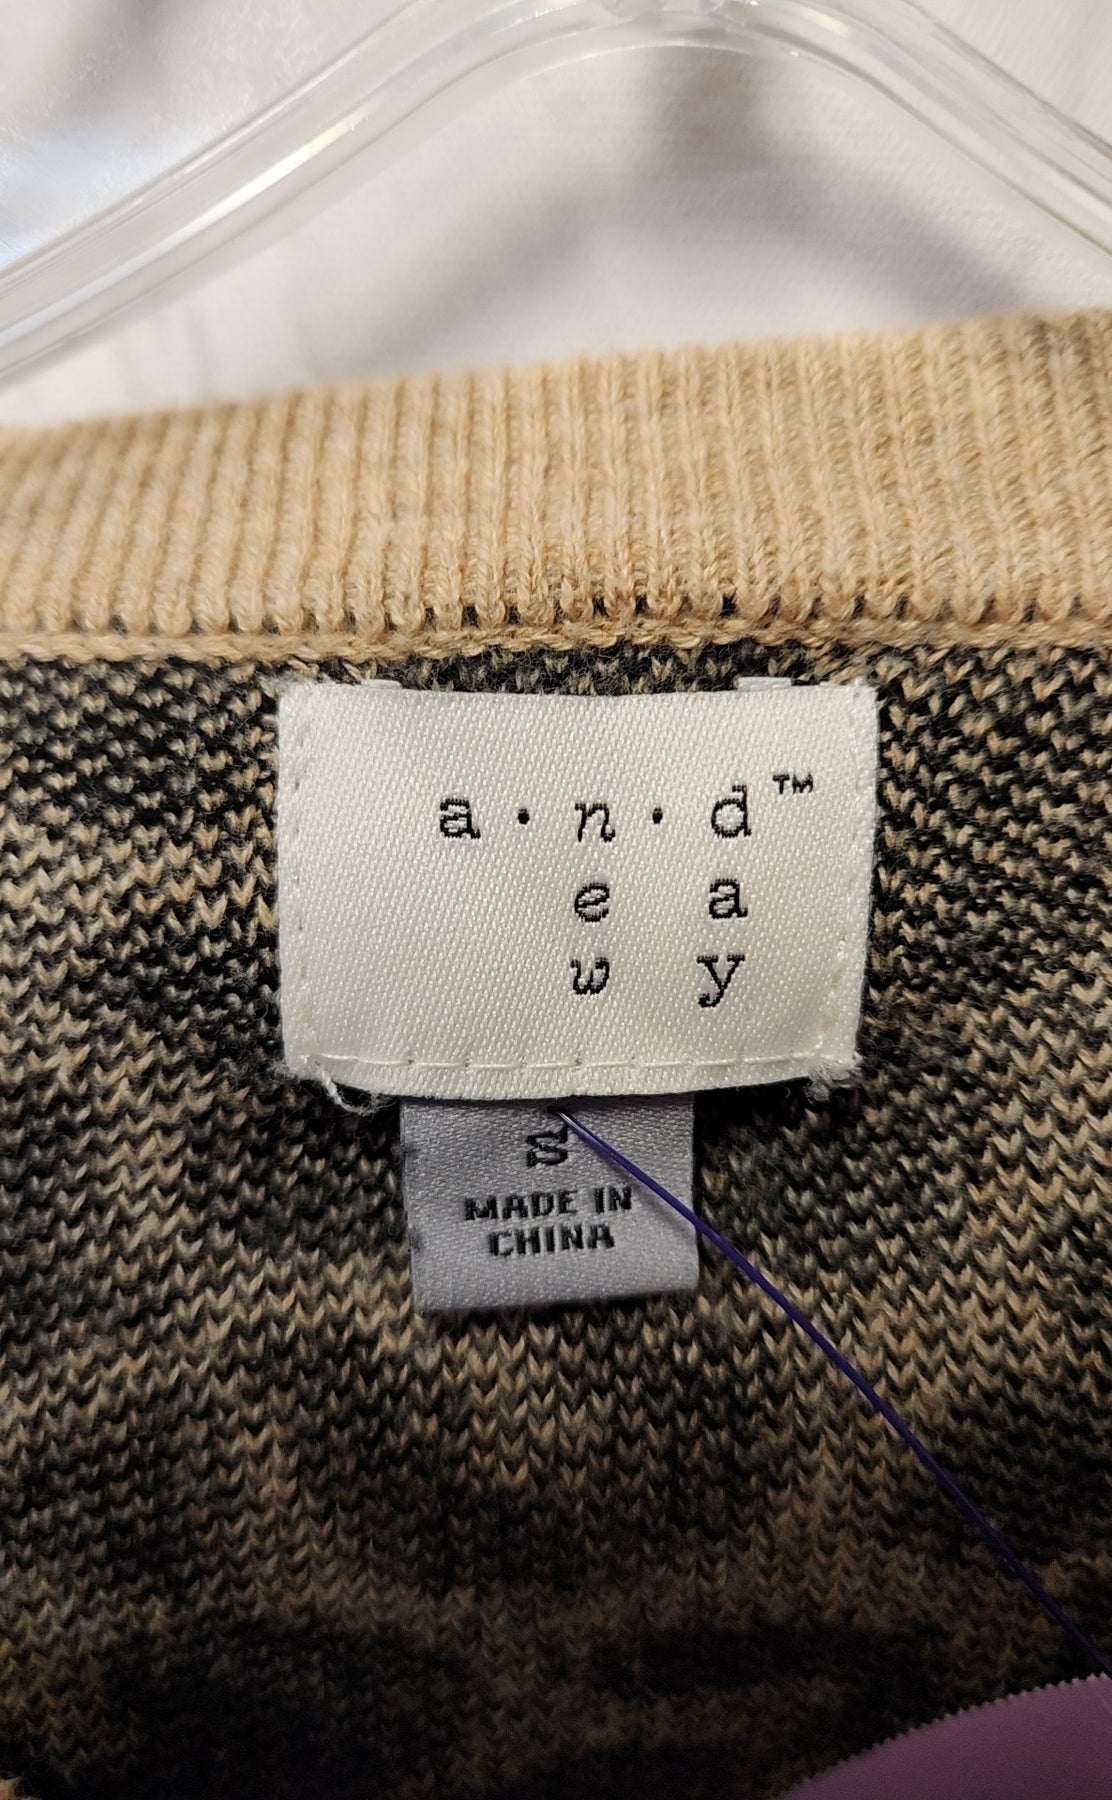 a · n · d™
e a
w y
S
MADE IN
CHINA